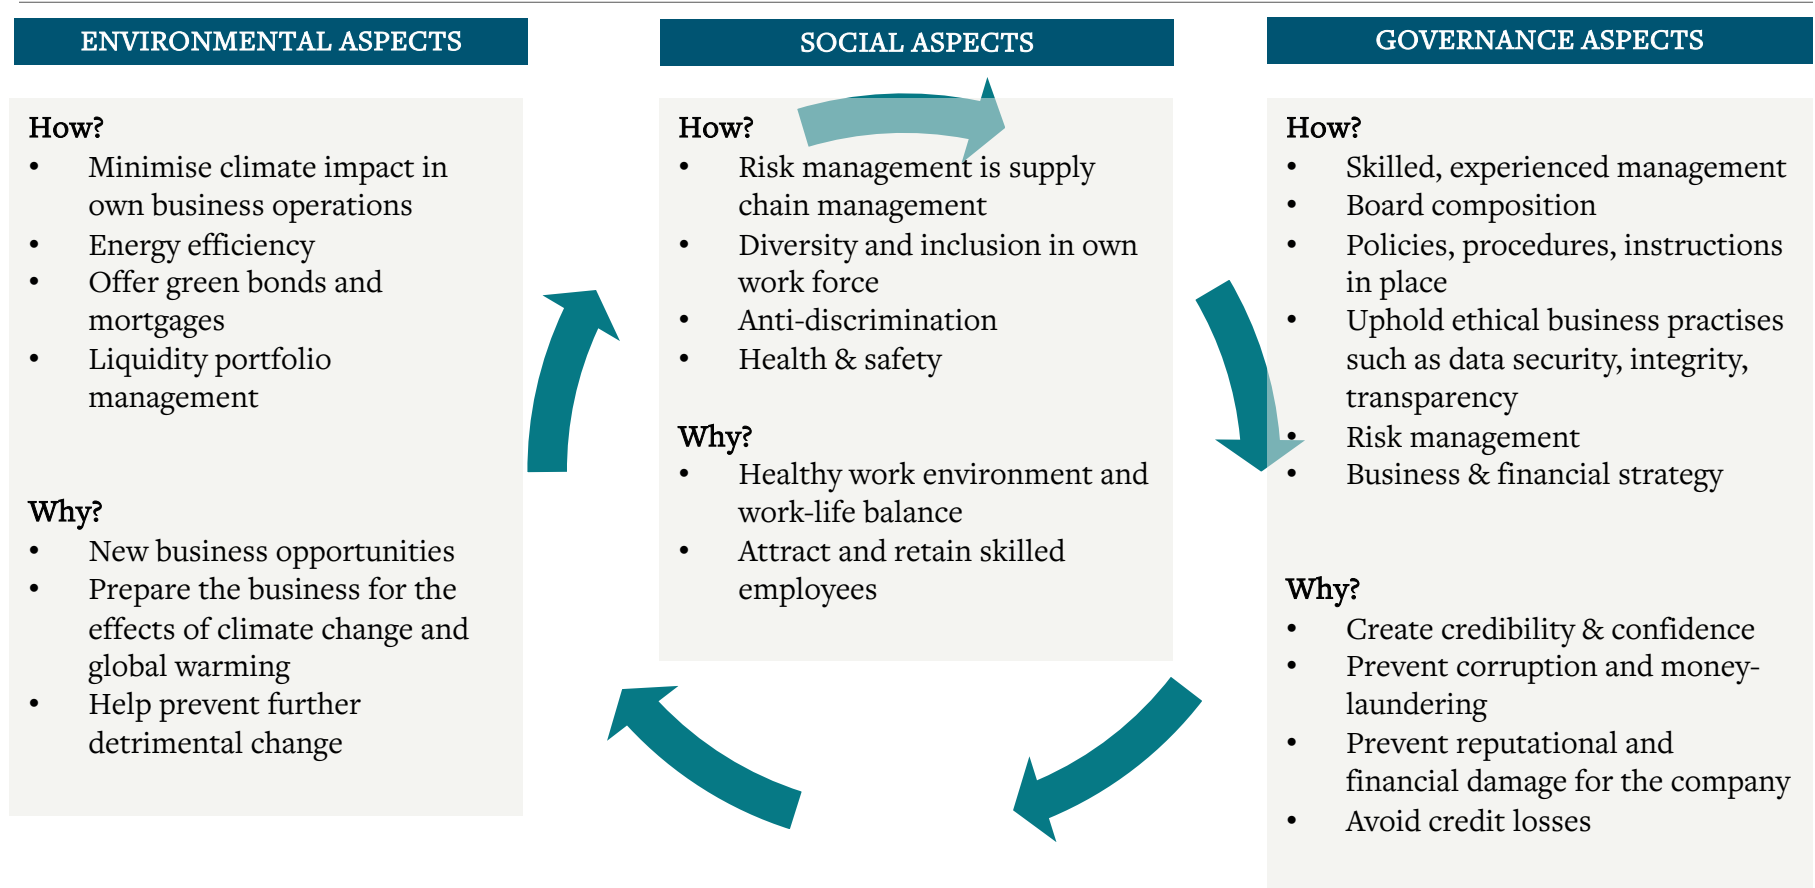 ENVIRONMENTAL ASPECTS
How?
• Minimise climate impact in
own business operations
• Energy efficiency
• Offer green bonds and
mortgages
• Liquidity portfolio
management
Why?
• New business opportunities
• Prepare the business for the
effects of climate change and
global warming
• Help prevent further
detrimental change
SOCIAL ASPECTS
How?
• Risk management is supply
chain management
• Diversity and inclusion in own
work force
• Anti-discrimination
• Health & safety
Why?
• Healthy work environment and
work-life balance
• Attract and retain skilled
employees
GOVERNANCE ASPECTS
How?
• Skilled, experienced management
• Board composition
• Policies, procedures, instructions
in place
• Uphold ethical business practises
such as data security, integrity,
transparency
• Risk management
• Business & financial strategy
Why?
• Create credibility & confidence
• Prevent corruption and money-
laundering
• Prevent reputational and
financial damage for the company
• Avoid credit losses